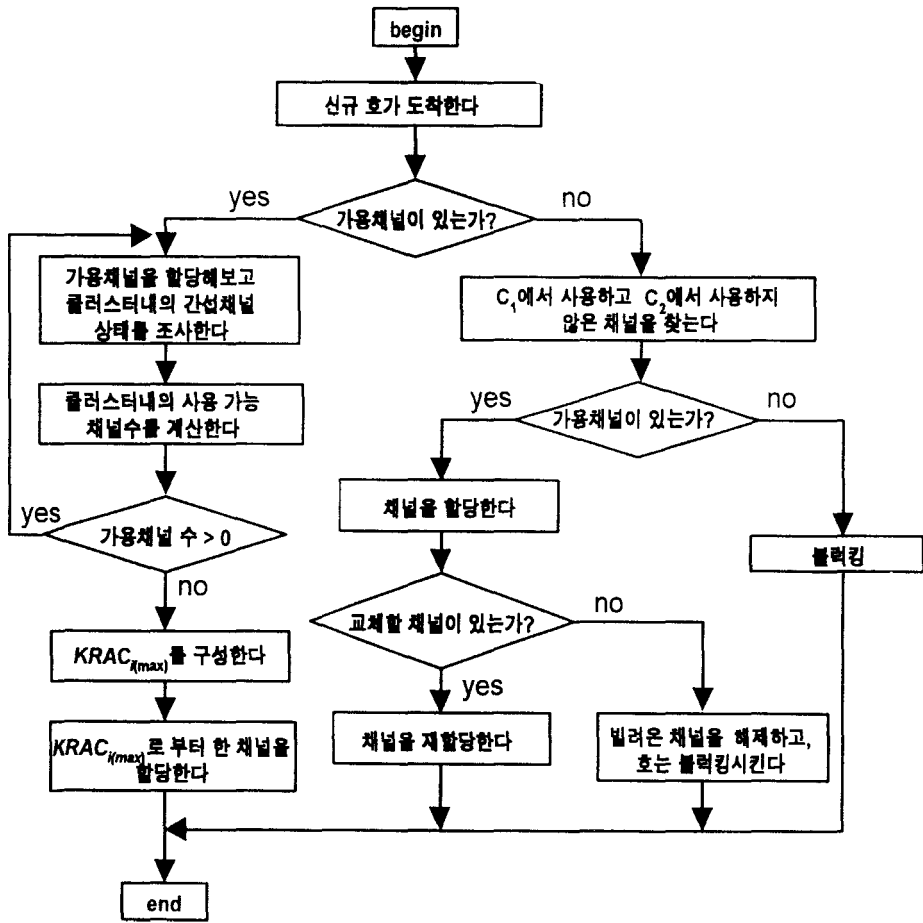 begin
신규 호가 도착한다
yes
가용채널이 있는가?
no
가용채널을 할당해보고
클러스터내의 간섭채널
상태를 조사한다
C1에서 사용하고 C2에서 사용하지
않은 채널을 찾는다
클러스터내의 사용 가능
채널수를 계산한다
yes
가용채널이 있는가?
no
yes
가용채널 수 > 0
no
채널을 할당한다
블럭킹
교체할 채널이 있는가?
no
yes
KRACi(max)를 구성한다
KRACi(max)로 부터 한 채널을
할당한다
채널을 재할당한다
빌려온 채널을 해제하고,
호는 블럭킹시킨다
end